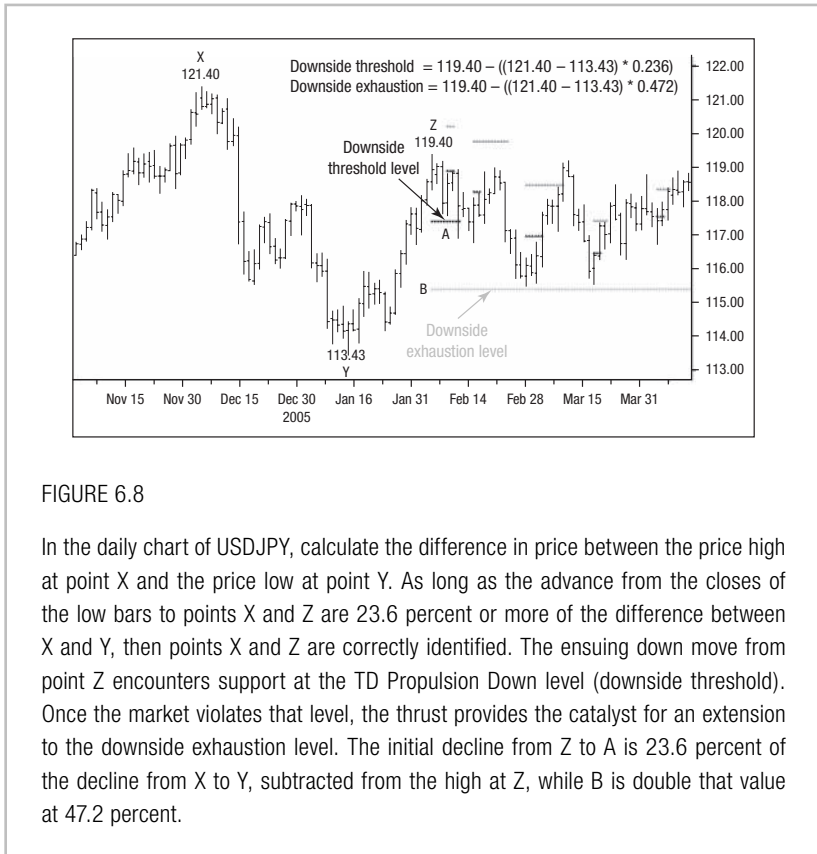 X
121.40
Downside threshold = 119.40 – ((121.40 – 113.43) * 0.236)
Downside exhaustion = 119.40 – ((121.40 – 113.43) * 0.472)
122.00
121.00
120.00
119.00
118.00
117.00
116.00
115.00
114.00
113.00
Z
119.40
Downside
threshold level
A
B
Downside
exhaustion level
113.43
Y
Nov 15 Nov 30 Dec 15 Dec 30 Jan 16 Jan 31 Feb 14 Feb 28 Mar 15 Mar 31
2005
FIGURE 6.8
In the daily chart of USDJPY, calculate the difference in price between the price high
at point X and the price low at point Y. As long as the advance from the closes of
the low bars to points X and Z are 23.6 percent or more of the difference between
X and Y, then points X and Z are correctly identified. The ensuing down move from
point Z encounters support at the TD Propulsion Down level (downside threshold).
Once the market violates that level, the thrust provides the catalyst for an extension
to the downside exhaustion level. The initial decline from Z to A is 23.6 percent of
the decline from X to Y, subtracted from the high at Z, while B is double that value
at 47.2 percent.